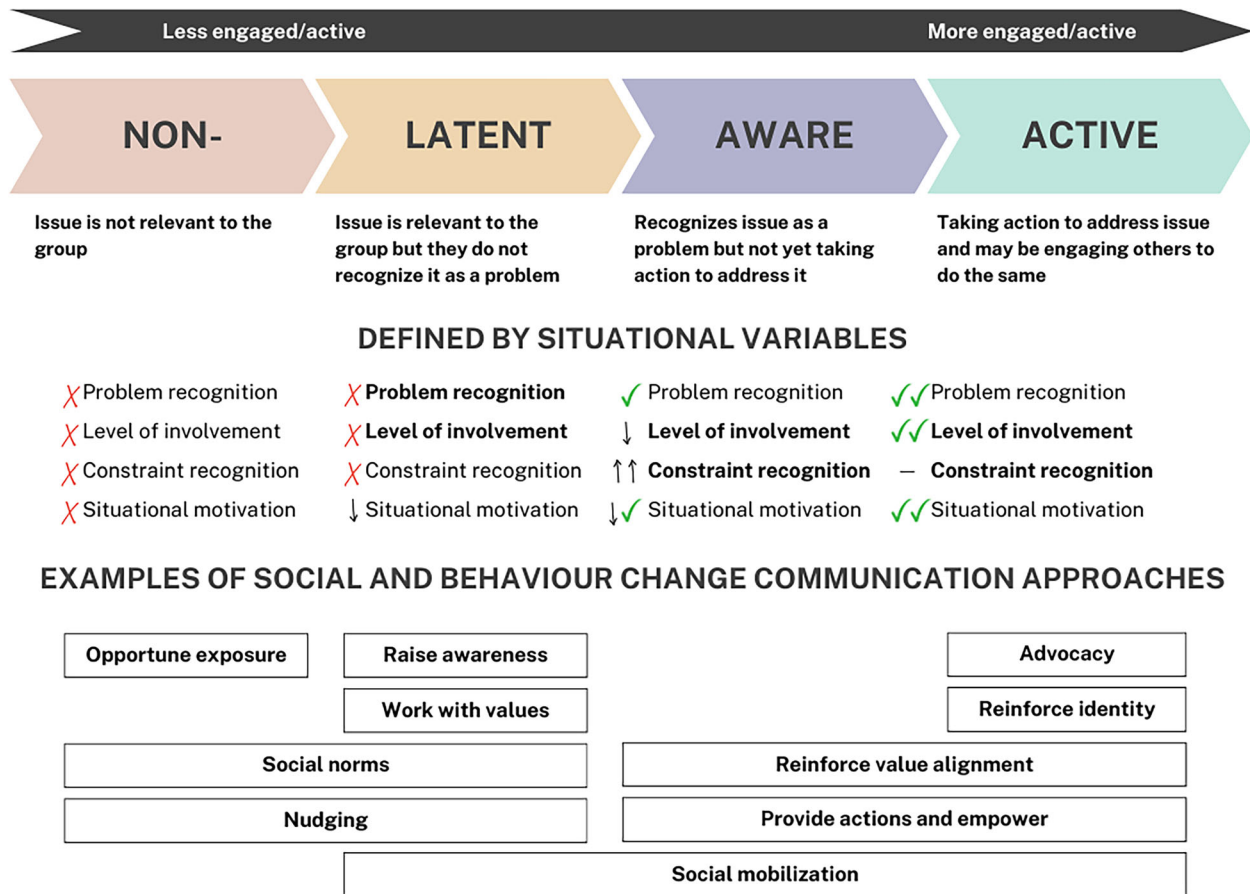 Less engaged/active
More engaged/active
NON-
LATENT
AWARE
ACTIVE
Issue is not relevant to the
group
Issue is relevant to the
group but they do not
recognize it as a problem
Recognizes issue as a
problem but not yet taking
action to address it
Taking action to address issue
and may be engaging others to
do the same
DEFINED BY SITUATIONAL VARIABLES
✗ Problem recognition
✗ Level of involvement
✗ Constraint recognition
✗ Situational motivation
✗ Problem recognition
✗ Level of involvement
✗ Constraint recognition
↓ Situational motivation
✓ Problem recognition
↓ Level of involvement
↑↑ Constraint recognition
↓✓ Situational motivation
✓✓ Problem recognition
✓✓ Level of involvement
– Constraint recognition
✓✓ Situational motivation
EXAMPLES OF SOCIAL AND BEHAVIOUR CHANGE COMMUNICATION APPROACHES
Opportune exposure
Raise awareness
Advocacy
Work with values
Reinforce identity
Social norms
Reinforce value alignment
Nudging
Provide actions and empower
Social mobilization